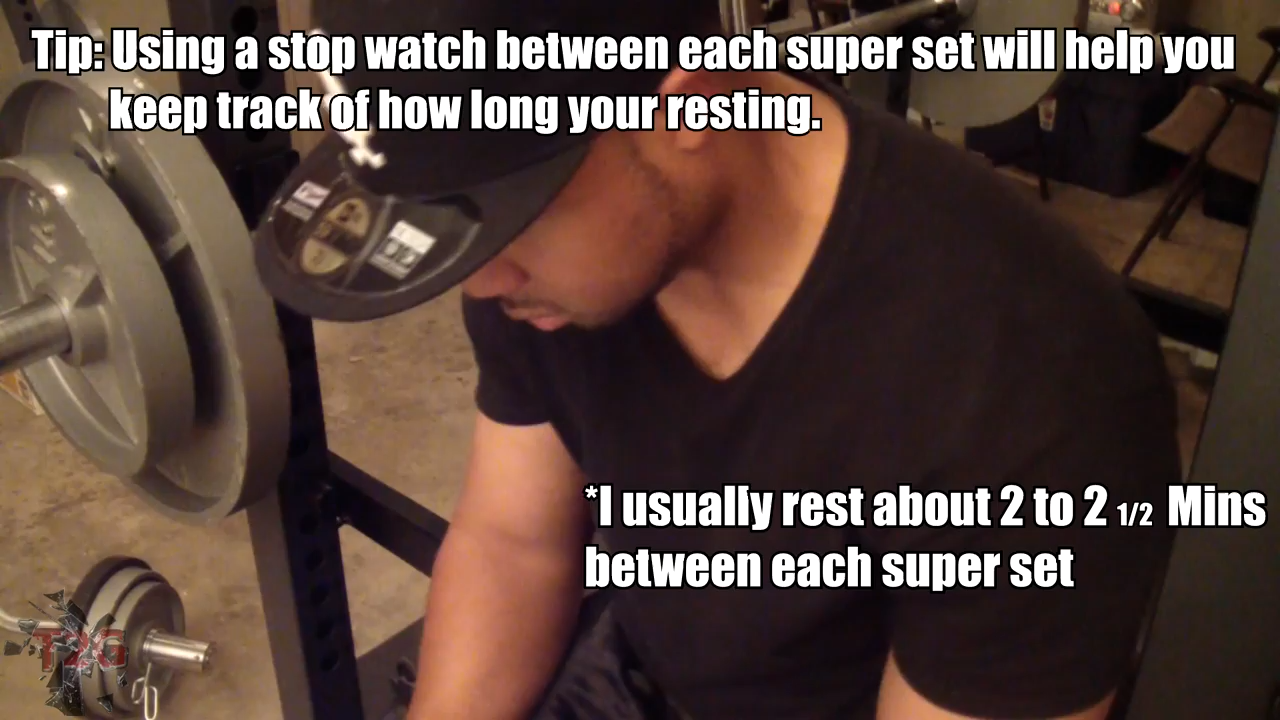 Tip: Using a stop watch between each super set will help you
keep track of how long your resting.
*I usually rest about 2 to 2 1/2 Mins
between each super set
T2G